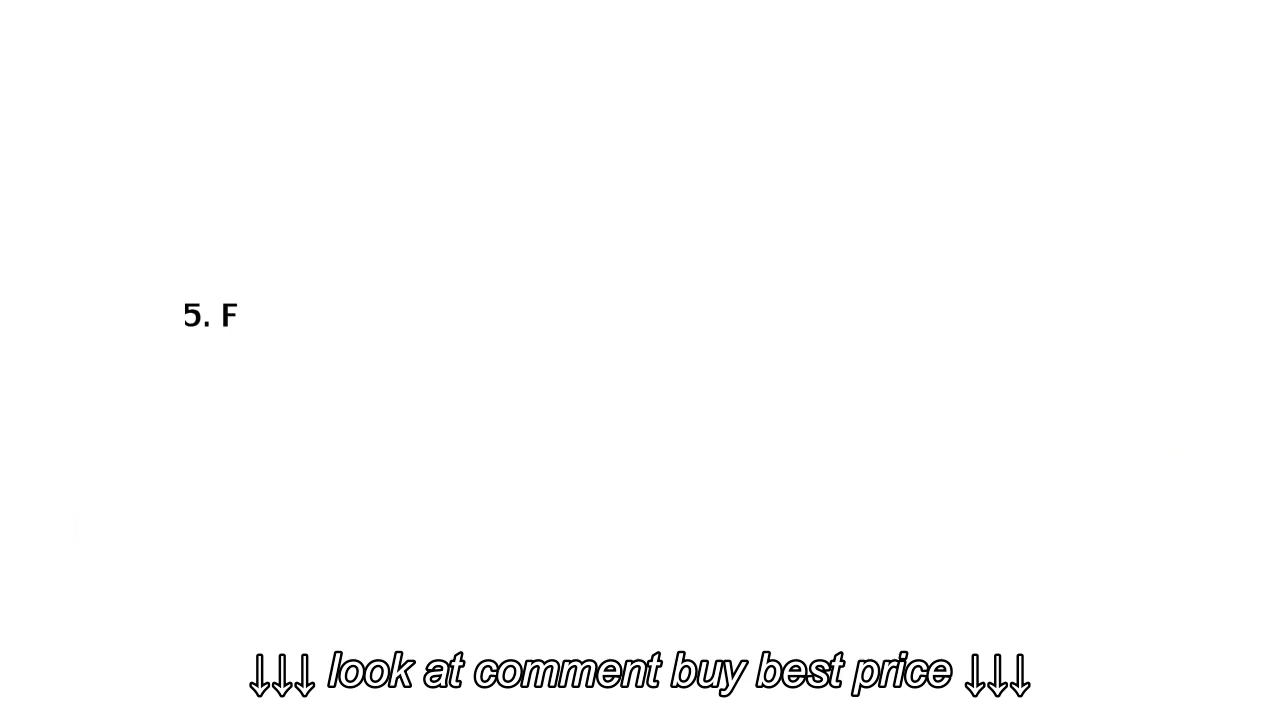 5. F
↓↓↓ look at comment buy best price ↓↓↓